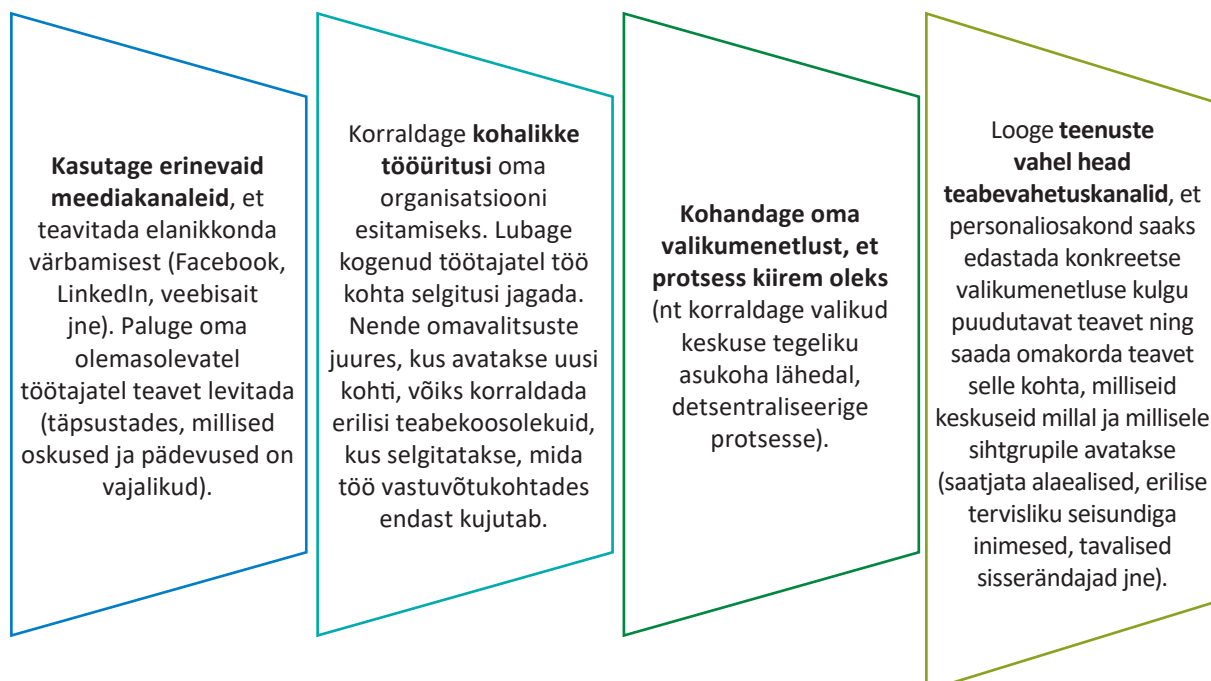 Kasutage erinevaid
meediakanaleid, et
teavitada elanikkonda
värbamisest (Facebook,
LinkedIn, veebisait
jne). Paluge oma
olemasolevatel
töötajatel teavet levitada
(täpsustades, millised
oskused ja pädevused on
vajalikud).
Korraldage kohalikke
tööüritusi oma
organisatsiooni
esitamiseks. Lubage
kogenud töötajatel töö
kohta selgitusi jagada.
Nende omavalitsuste
juures, kus avatakse uusi
kohti, võiks korraldada
erilisi teabekoosolekuid,
kus selgitatakse, mida
töö vastuvõtukohtades
endast kujutab.
Kohandage oma
valikumenetlust, et
protsess kiirem oleks
(nt korraldage valikud
keskuse tegeliku
asukoha lähedal,
detsentraliseerige
protsesse).
Looge teenuste
vahel head
teabevahetuskanalid, et
personaliosakond saaks
edastada konkreetse
valikumenetluse kulgu
puudutavat teavet ning
saada omakorda teavet
selle kohta, milliseid
keskuseid millal ja millisele
sihtgrupile avatakse
(saatjata alaealised, erilise
tervisliku seisundiga
inimesed, tavalised
sisserändajad jne).